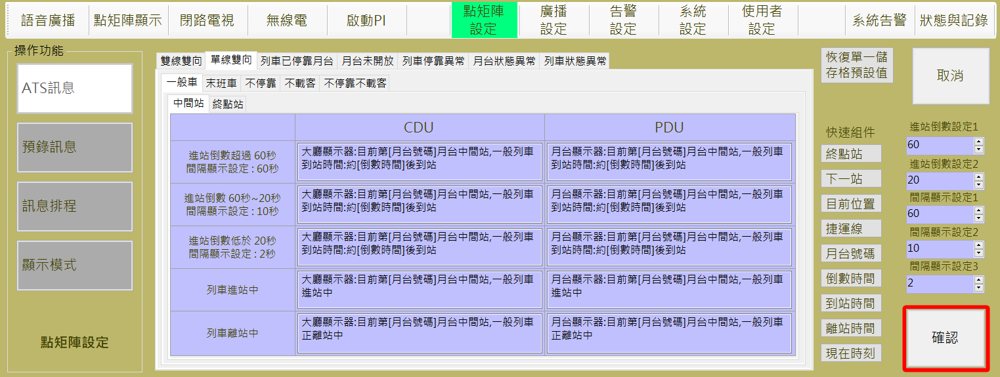 語音廣播
點矩陣顯示
閉路電視
無線電
啟動PI
點矩陣
設定
廣播
設定
告警
設定
系統
設定
使用者
設定
系統告警
狀態與記錄
操作功能
ATS訊息
預錄訊息
訊息排程
顯示模式
點矩陣設定
雙線雙向
單線雙向
列車已停靠月台
月台未開放
列車停靠異常
月台狀態異常
列車狀態異常
一般車
末班車
不停靠
不載客
不停靠不載客
中間站
終點站
CDU
PDU
進站倒數超過 60秒
間隔顯示設定 : 60秒
大廳顯示器:目前第[月台號碼]月台中間站,一般列車
到站時間:約[倒數時間]後到站
月台顯示器:目前第[月台號碼]月台中間站,一般列車
到站時間:約[倒數時間]後到站
進站倒數 60秒~20秒
間隔顯示設定 : 10秒
大廳顯示器:目前第[月台號碼]月台中間站,一般列車
到站時間:約[倒數時間]後到站
月台顯示器:目前第[月台號碼]月台中間站,一般列車
到站時間:約[倒數時間]後到站
進站倒數低於 20秒
間隔顯示設定 : 2秒
大廳顯示器:目前第[月台號碼]月台中間站,一般列車
到站時間:約[倒數時間]後到站
月台顯示器:目前第[月台號碼]月台中間站,一般列車
到站時間:約[倒數時間]後到站
列車進站中
大廳顯示器:目前第[月台號碼]月台中間站,一般列車
進站中
月台顯示器:目前第[月台號碼]月台中間站,一般列車
進站中
列車離站中
大廳顯示器:目前第[月台號碼]月台中間站,一般列車
正離站中
月台顯示器:目前第[月台號碼]月台中間站,一般列車
正離站中
恢復單一儲
存格預設值
取消
快速組件
終點站
下一站
目前位置
捷運線
月台號碼
倒數時間
到站時間
離站時間
現在時刻
進站倒數設定1
60
進站倒數設定2
20
間隔顯示設定1
60
間隔顯示設定2
10
間隔顯示設定3
2
確認